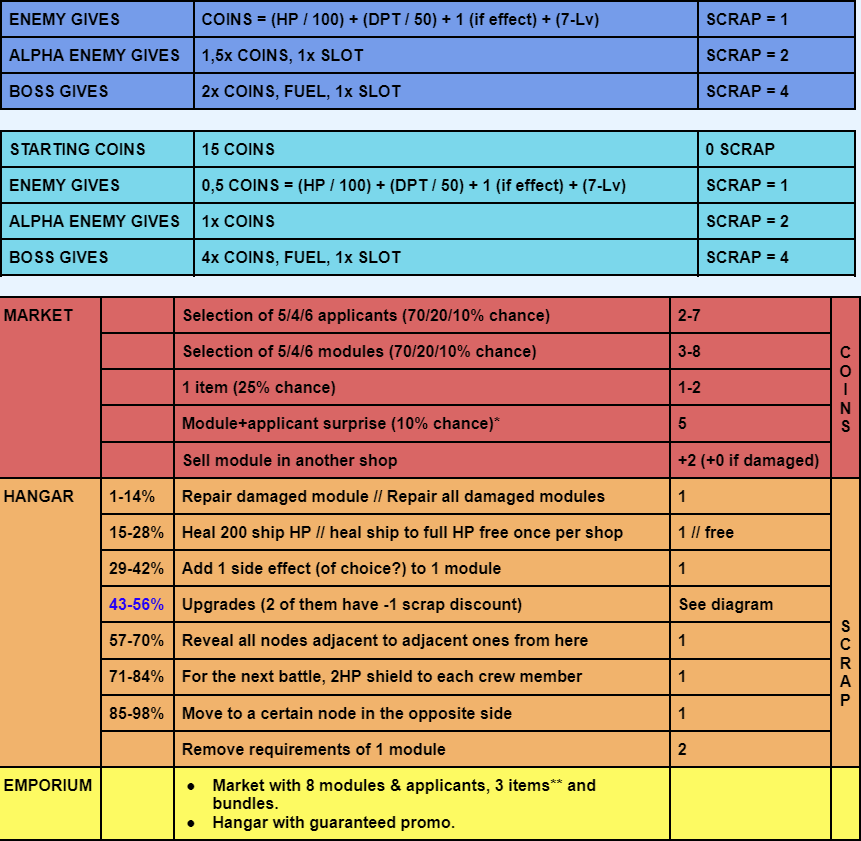 ENEMY GIVES COINS = (HP / 100) + (DPT / 50) + 1 (if effect) + (7-Lv) SCRAP = 1
ALPHA ENEMY GIVES 1,5x COINS, 1x SLOT SCRAP = 2
BOSS GIVES 2x COINS, FUEL, 1x SLOT SCRAP = 4
STARTING COINS 15 COINS 0 SCRAP
ENEMY GIVES 0,5 COINS = (HP / 100) + (DPT / 50) + 1 (if effect) + (7-Lv) SCRAP = 1
ALPHA ENEMY GIVES 1x COINS SCRAP = 2
BOSS GIVES 4x COINS, FUEL, 1x SLOT SCRAP = 4
MARKET Selection of 5/4/6 applicants (70/20/10% chance) 2-7
Selection of 5/4/6 modules (70/20/10% chance) 3-8
1 item (25% chance) 1-2
Module+applicant surprise (10% chance)* 5
Sell module in another shop +2 (+0 if damaged)
COINS
HANGAR 1-14% Repair damaged module // Repair all damaged modules 1
15-28% Heal 200 ship HP // heal ship to full HP free once per shop 1 // free
29-42% Add 1 side effect (of choice?) to 1 module 1
43-56% Upgrades (2 of them have -1 scrap discount) See diagram
57-70% Reveal all nodes adjacent to adjacent ones from here 1
71-84% For the next battle, 2HP shield to each crew member 1
85-98% Move to a certain node in the opposite side 1
Remove requirements of 1 module 2
SCRAP
EMPORIUM ● Market with 8 modules & applicants, 3 items** and
bundles.
● Hangar with guaranteed promo.